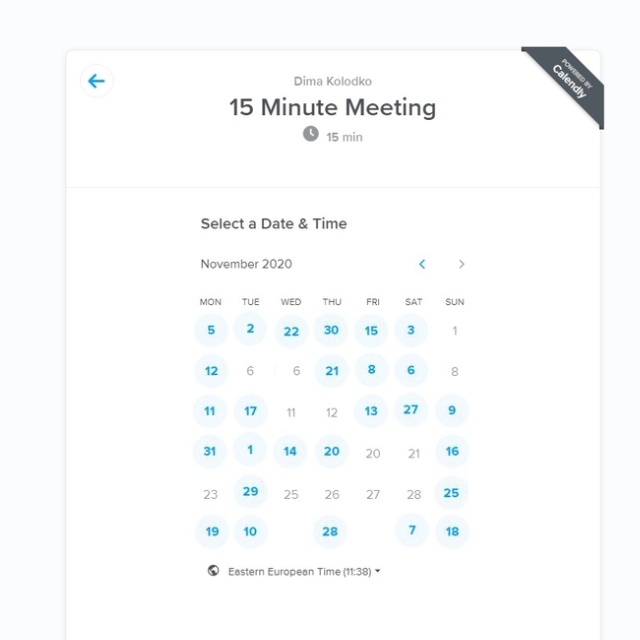 Dima Kolodko
15 Minute Meeting
15 min
POWERED BY
Calendly
Select a Date & Time
November 2020
MON TUE WED THU FRI SAT SUN
5 2 22 30 15 3 1
12 6 6 21 8 6 8
11 17 11 12 13 27 9
31 1 14 20 20 21 16
23 29 25 26 27 28 25
19 10 28 7 18
Eastern European Time (11:38)